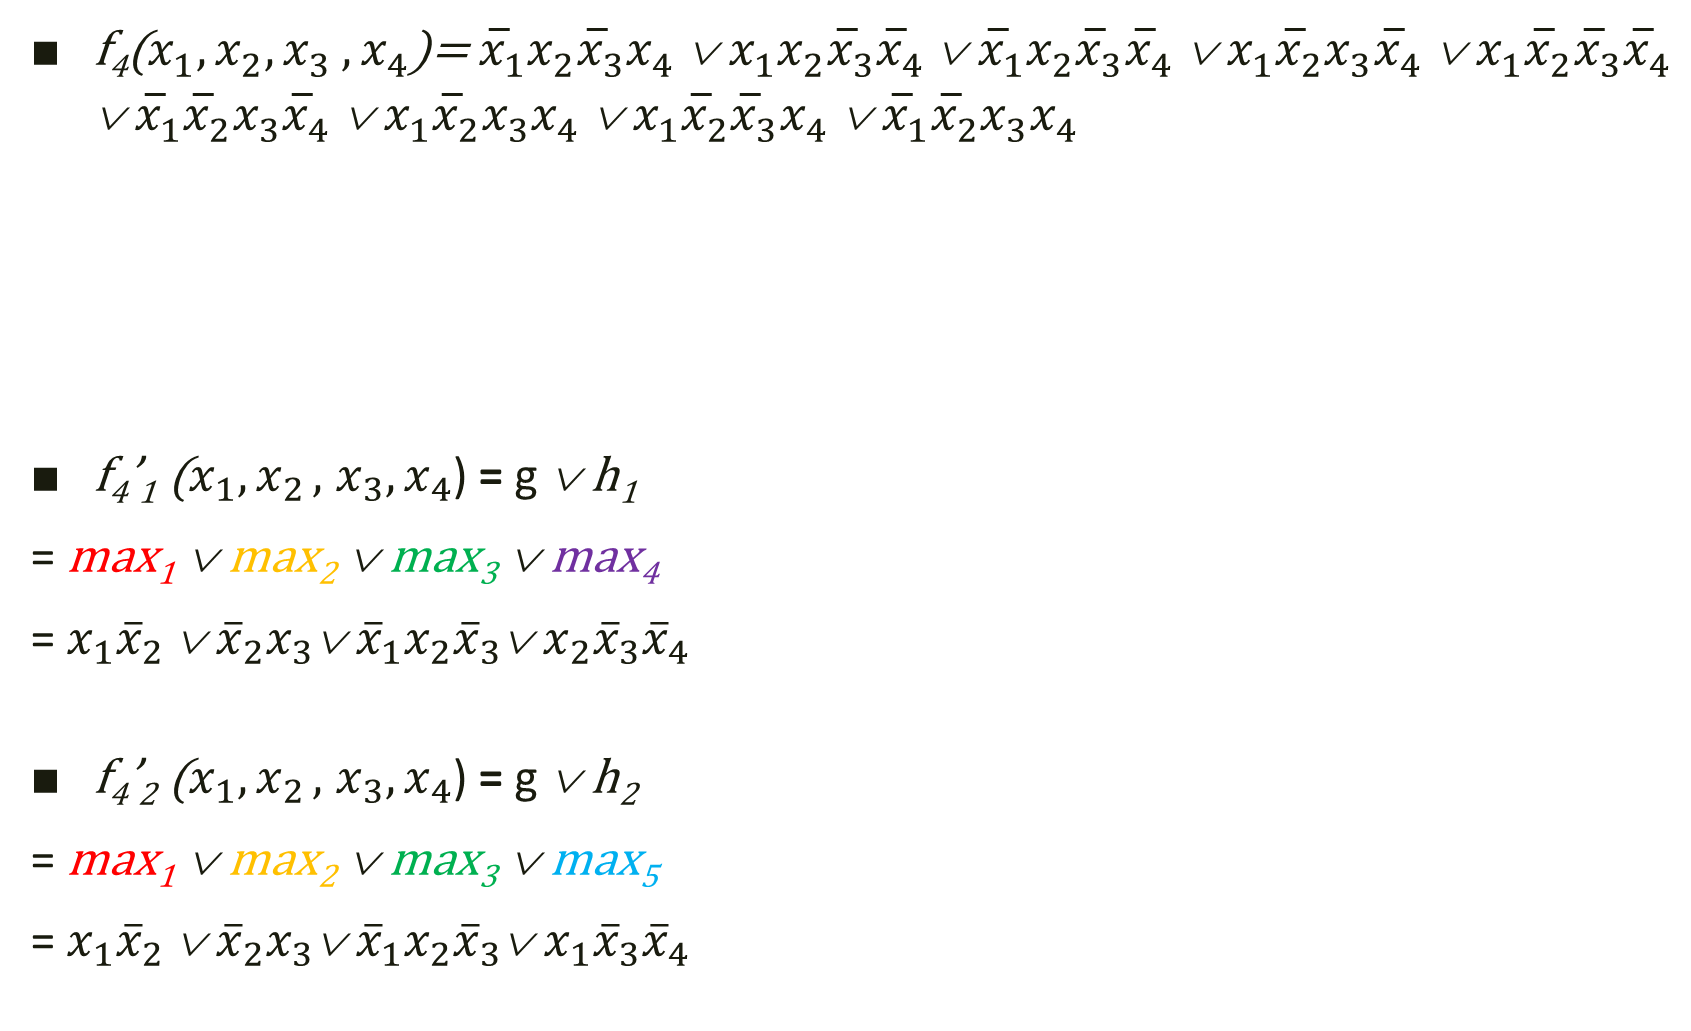 ■ f₄(x₁, x₂, x₃ , x₄)= x̄₁x₂x̄₃x₄ ∨ x₁x₂x̄₃x̄₄ ∨ x̄₁x₂x̄₃x̄₄ ∨ x₁x̄₂x₃x̄₄ ∨ x₁x̄₂x̄₃x̄₄
∨ x̄₁x̄₂x₃x̄₄ ∨ x₁x̄₂x₃x₄ ∨ x₁x̄₂x̄₃x₄ ∨ x̄₁x̄₂x₃x₄
■ f₄’₁ (x₁, x₂ , x₃, x₄) = g ∨ h₁
= max₁ ∨ max₂ ∨ max₃ ∨ max₄
= x₁x̄₂ ∨ x̄₂x₃ ∨ x̄₁x₂x̄₃ ∨ x₂x̄₃x̄₄
■ f₄’₂ (x₁, x₂ , x₃, x₄) = g ∨ h₂
= max₁ ∨ max₂ ∨ max₃ ∨ max₅
= x₁x̄₂ ∨ x̄₂x₃ ∨ x̄₁x₂x̄₃ ∨ x₁x̄₃x̄₄